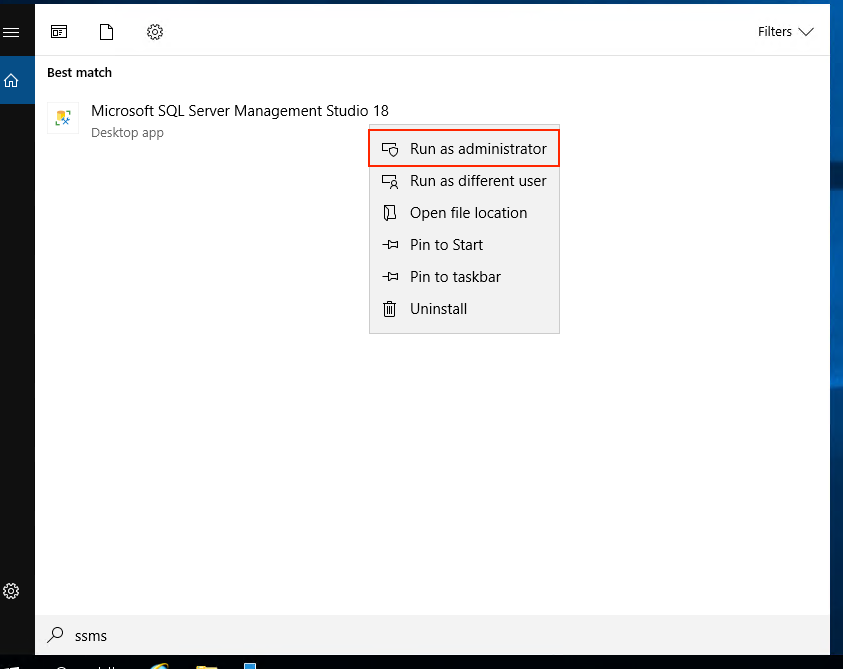 Filters
Best match
Microsoft SQL Server Management Studio 18
Desktop app
Run as administrator
Run as different user
Open file location
Pin to Start
Pin to taskbar
Uninstall
ssms